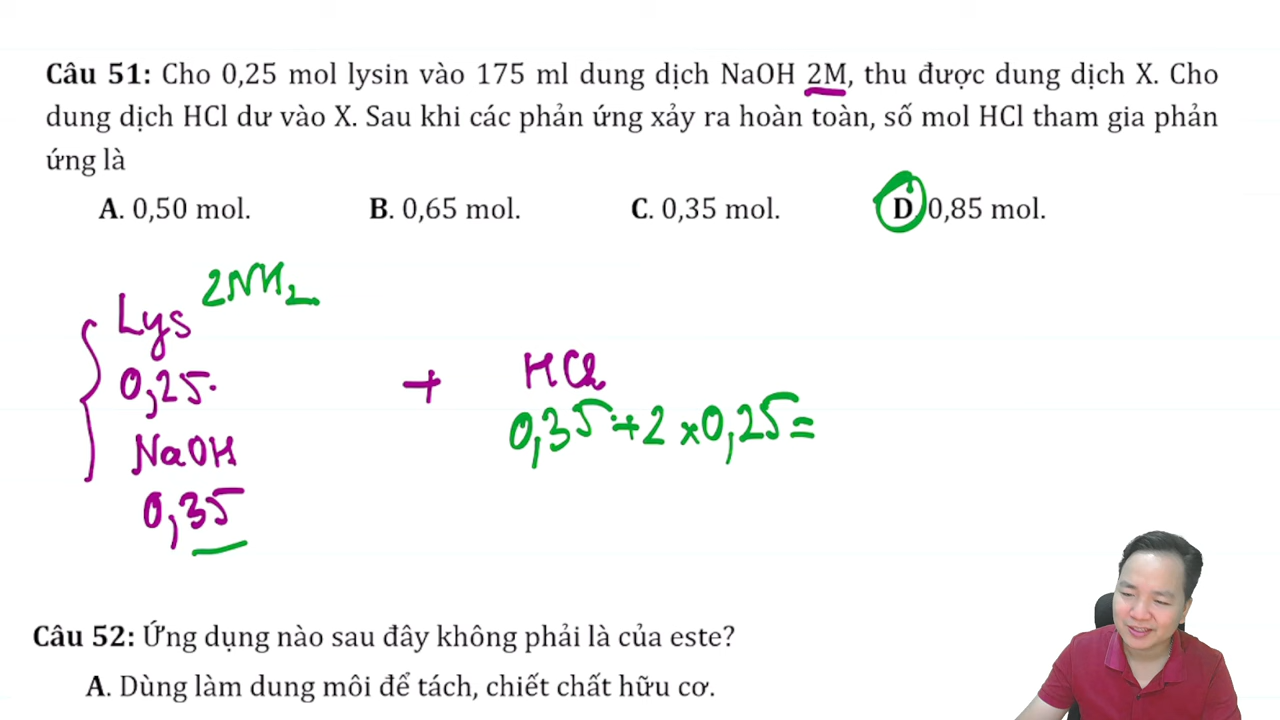 Câu 51: Cho 0,25 mol lysin vào 175 ml dung dịch NaOH 2M, thu được dung dịch X. Cho
dung dịch HCl dư vào X. Sau khi các phản ứng xảy ra hoàn toàn, số mol HCl tham gia phản
ứng là
A. 0,50 mol. B. 0,65 mol. C. 0,35 mol. D 0,85 mol.
2NH2
Lys
0,25
+ HCl
0,35 + 2 × 0,25 =
NaOH
0,35
Câu 52: Ứng dụng nào sau đây không phải là của este?
A. Dùng làm dung môi để tách, chiết chất hữu cơ.